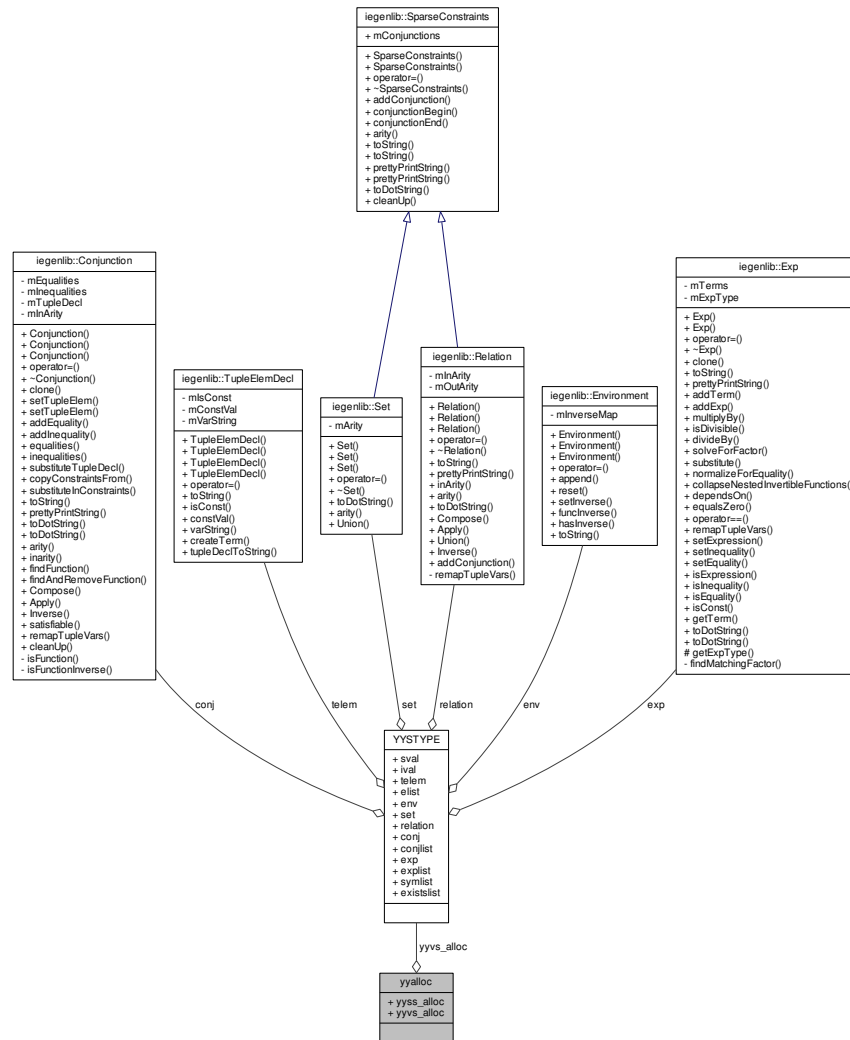 iegenlib::SparseConstraints
+ mConjunctions
+ SparseConstraints()
+ SparseConstraints()
+ operator=()
+ ~SparseConstraints()
+ addConjunction()
+ conjunctionBegin()
+ conjunctionEnd()
+ arity()
+ toString()
+ toString()
+ prettyPrintString()
+ prettyPrintString()
+ toDotString()
+ cleanUp()
iegenlib::Conjunction
- mEqualities
- mInequalities
- mTupleDecl
- mInArity
+ Conjunction()
+ Conjunction()
+ Conjunction()
+ operator=()
+ ~Conjunction()
+ clone()
+ setTupleElem()
+ setTupleElem()
+ addEquality()
+ addInequality()
+ equalities()
+ inequalities()
+ substituteTupleDecl()
+ copyConstraintsFrom()
+ substituteInConstraints()
+ toString()
+ prettyPrintString()
+ toDotString()
+ toDotString()
+ arity()
+ inarity()
+ findFunction()
+ findAndRemoveFunction()
+ Compose()
+ Apply()
+ Inverse()
+ satisfiable()
+ remapTupleVars()
+ cleanUp()
- isFunction()
- isFunctionInverse()
iegenlib::TupleElemDecl
- mIsConst
- mConstVal
- mVarString
+ TupleElemDecl()
+ TupleElemDecl()
+ TupleElemDecl()
+ TupleElemDecl()
+ operator=()
+ toString()
+ isConst()
+ constVal()
+ varString()
+ createTerm()
+ tupleDeclToString()
iegenlib::Set
- mArity
+ Set()
+ Set()
+ Set()
+ operator=()
+ ~Set()
+ toDotString()
+ arity()
+ Union()
iegenlib::Relation
- mInArity
- mOutArity
+ Relation()
+ Relation()
+ Relation()
+ operator=()
+ ~Relation()
+ toString()
+ prettyPrintString()
+ inArity()
+ arity()
+ toDotString()
+ Compose()
+ Apply()
+ Union()
+ Inverse()
+ addConjunction()
- remapTupleVars()
iegenlib::Environment
- mInverseMap
+ Environment()
+ Environment()
+ Environment()
+ operator=()
+ append()
+ reset()
+ setInverse()
+ funcInverse()
+ hasInverse()
+ toString()
iegenlib::Exp
- mTerms
- mExpType
+ Exp()
+ Exp()
+ operator=()
+ ~Exp()
+ clone()
+ toString()
+ prettyPrintString()
+ addTerm()
+ addExp()
+ multiplyBy()
+ isDivisible()
+ divideBy()
+ solveForFactor()
+ substitute()
+ normalizeForEquality()
+ collapseNestedInvertibleFunctions()
+ dependsOn()
+ equalsZero()
+ operator==()
+ remapTupleVars()
+ setExpression()
+ setInequality()
+ setEquality()
+ isExpression()
+ isInequality()
+ isEquality()
+ isConst()
+ getTerm()
+ toDotString()
+ toDotString()
# getExpType()
- findMatchingFactor()
conj
telem
set
relation
env
exp
YYSTYPE
+ sval
+ ival
+ telem
+ elist
+ env
+ set
+ relation
+ conj
+ conjlist
+ exp
+ explist
+ symlist
+ existslist
yyvs_alloc
yyalloc
+ yyss_alloc
+ yyvs_alloc